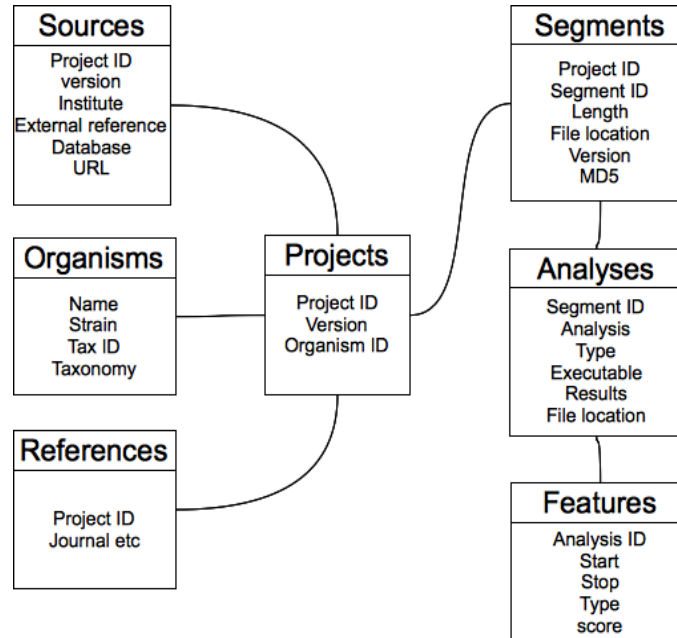 Sources
Project ID
version
Institute
External reference
Database
URL
Organisms
Name
Strain
Tax ID
Taxonomy
References
Project ID
Journal etc
Projects
Project ID
Version
Organism ID
Segments
Project ID
Segment ID
Length
File location
Version
MD5
Analyses
Segment ID
Analysis
Type
Executable
Results
File location
Features
Analysis ID
Start
Stop
Type
score